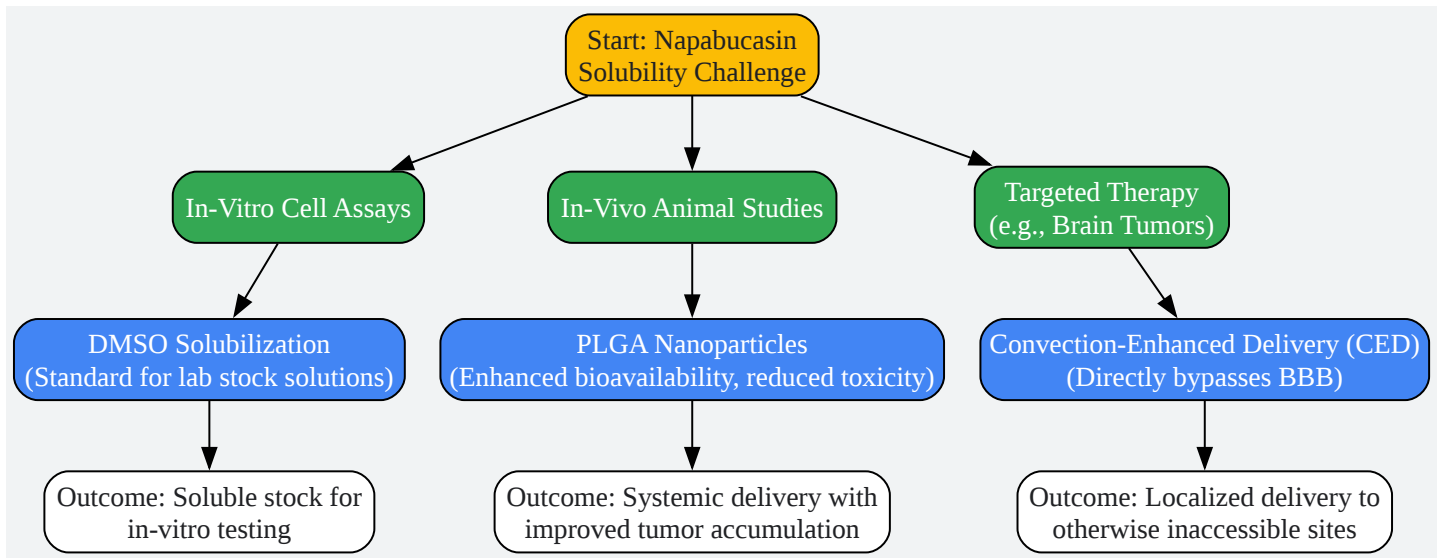 Start: Napabucasin
Solubility Challenge
In-Vitro Cell Assays
In-Vivo Animal Studies
Targeted Therapy
(e.g., Brain Tumors)
DMSO Solubilization
(Standard for lab stock solutions)
PLGA Nanoparticles
(Enhanced bioavailability, reduced toxicity)
Convection-Enhanced Delivery (CED)
(Directly bypasses BBB)
Outcome: Soluble stock for
in-vitro testing
Outcome: Systemic delivery with
improved tumor accumulation
Outcome: Localized delivery to
otherwise inaccessible sites